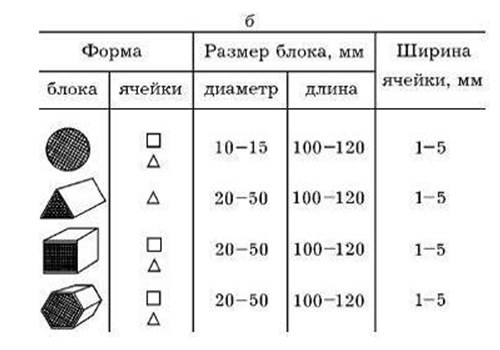 б
Форма Размер блока, мм Ширина ячейки, мм
блока ячейки диаметр длина
10—15 100—120 1—5
20—50 100—120 1—5
20—50 100—120 1—5
20—50 100—120 1—5